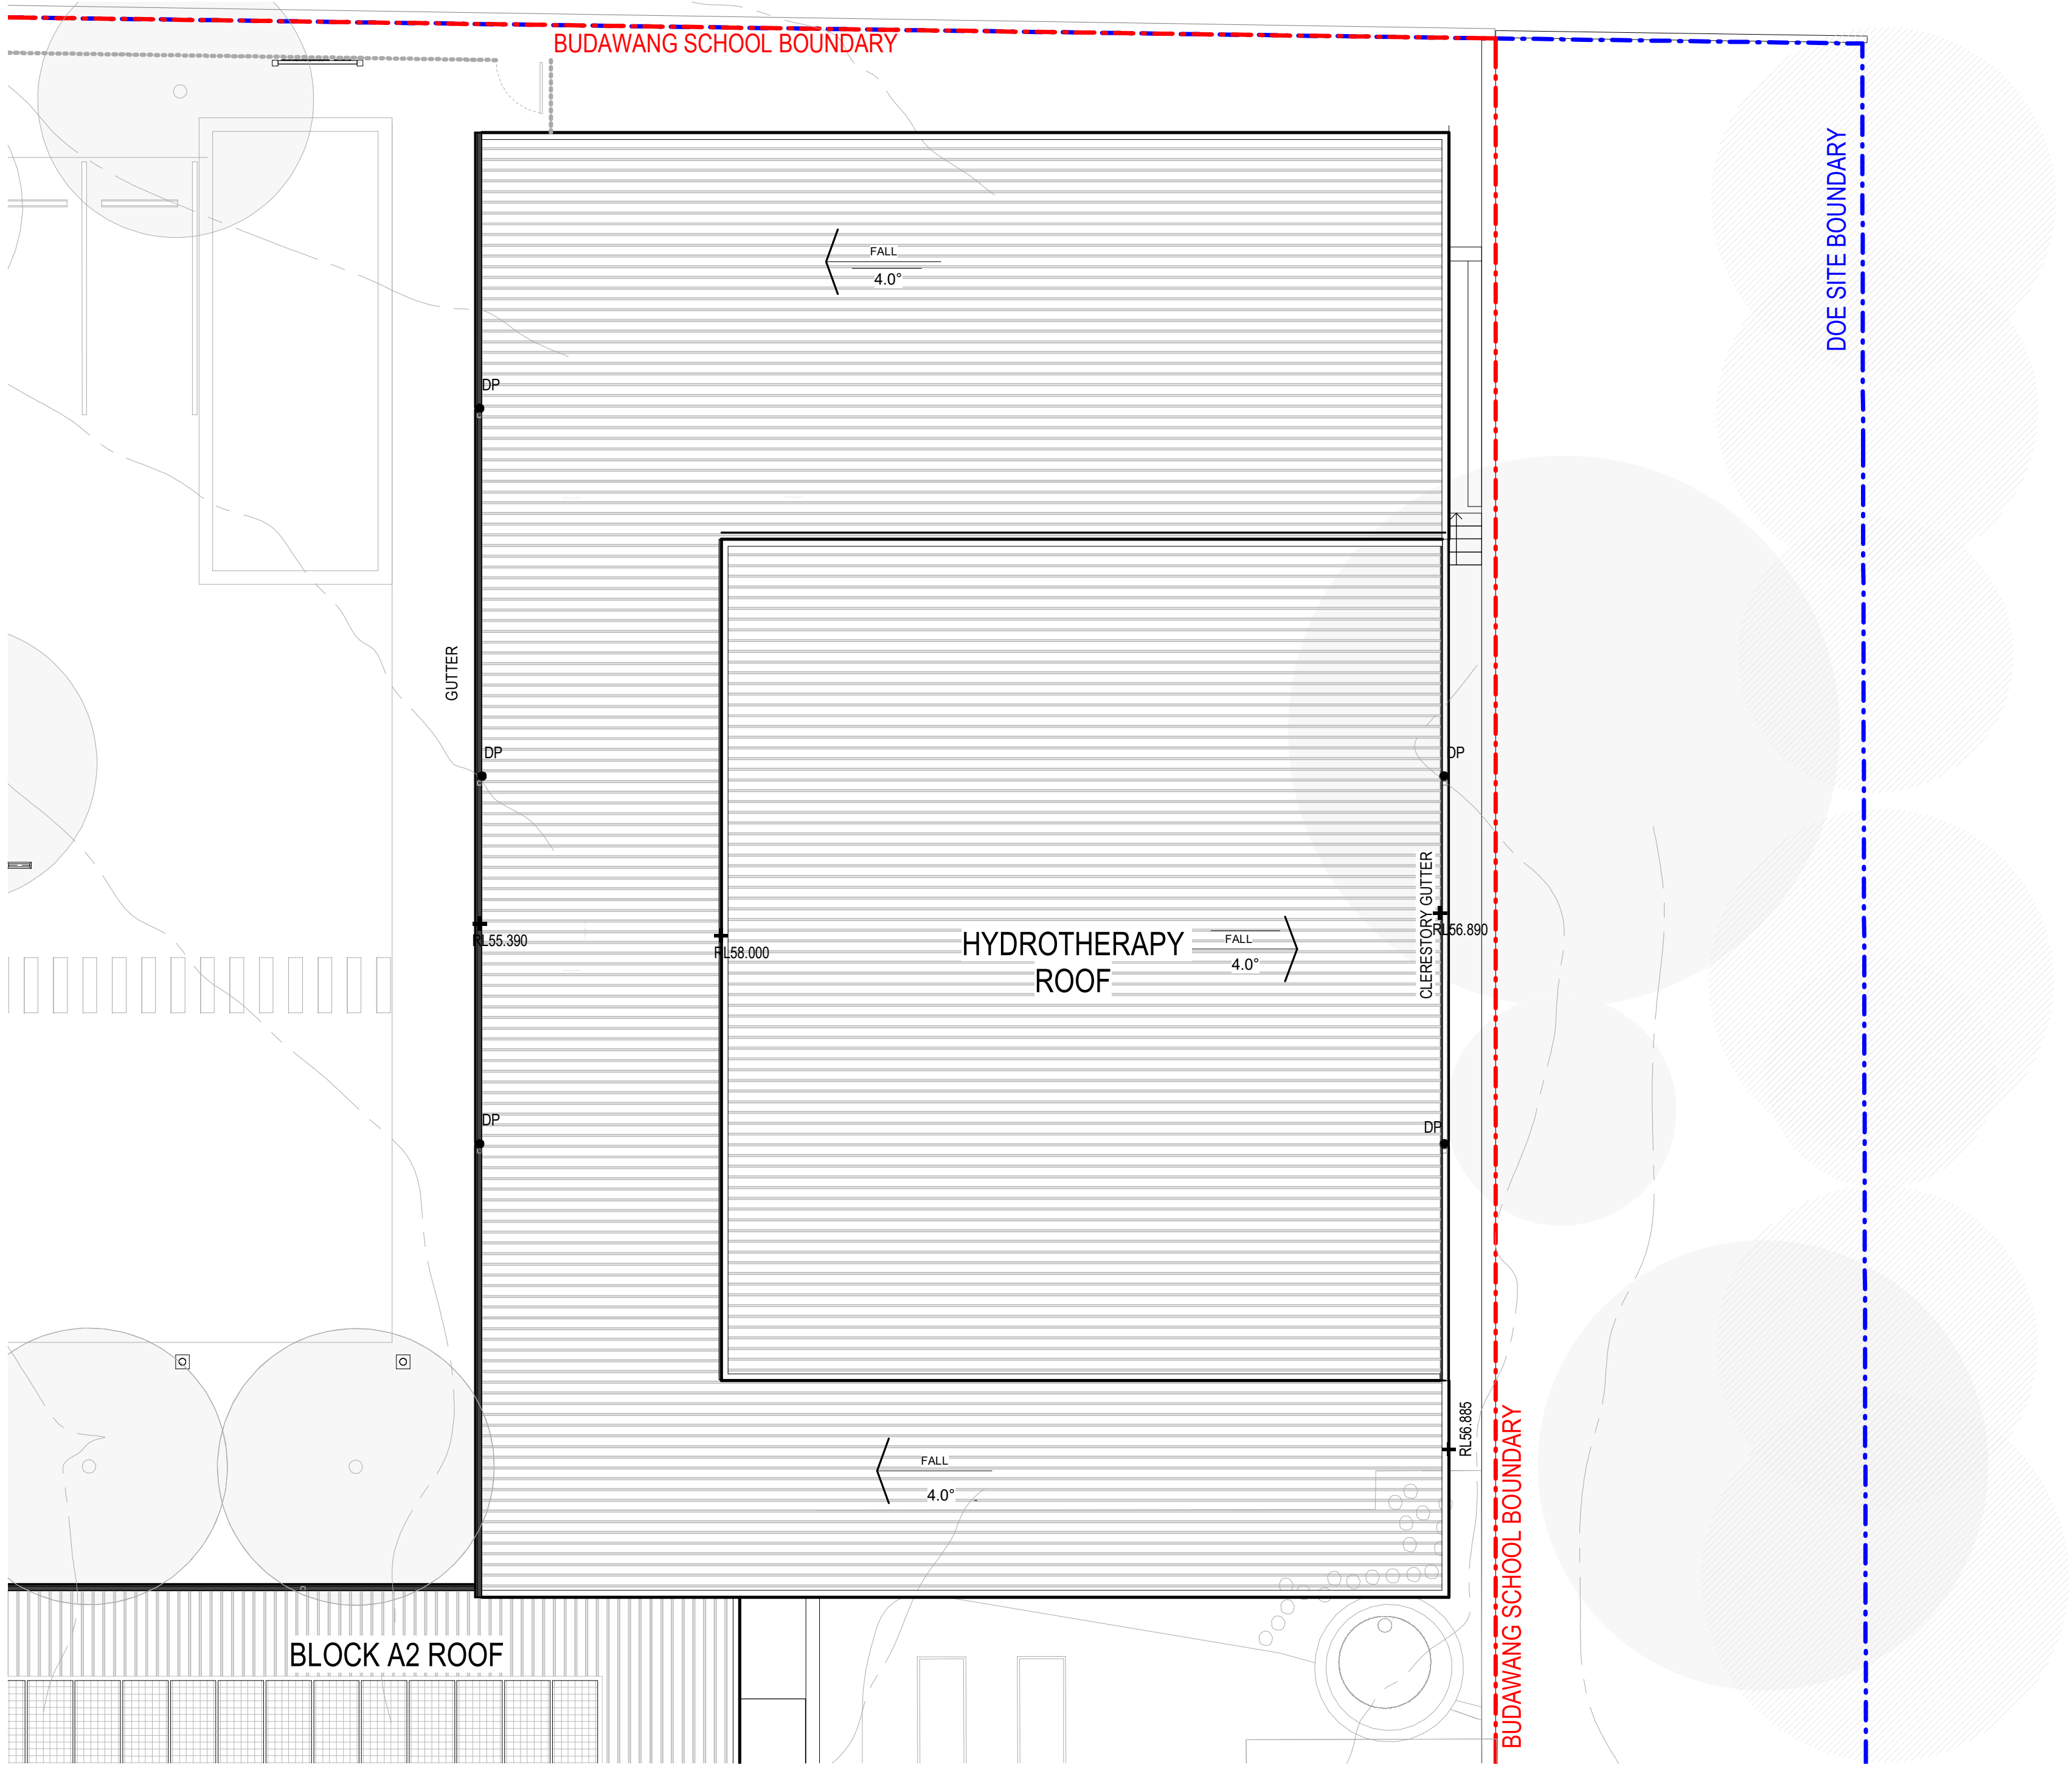 BUDAWANG SCHOOL BOUNDARY
DOE SITE BOUNDARY
FALL
4.0°
DP
GUTTER
DP
DP
CLERESTORY GUTTER
RL55.390
RL58.000
HYDROTHERAPY
ROOF
FALL
4.0°
RL56.890
DP
DP
RL56.885
FALL
4.0°
BUDAWANG SCHOOL BOUNDARY
BLOCK A2 ROOF